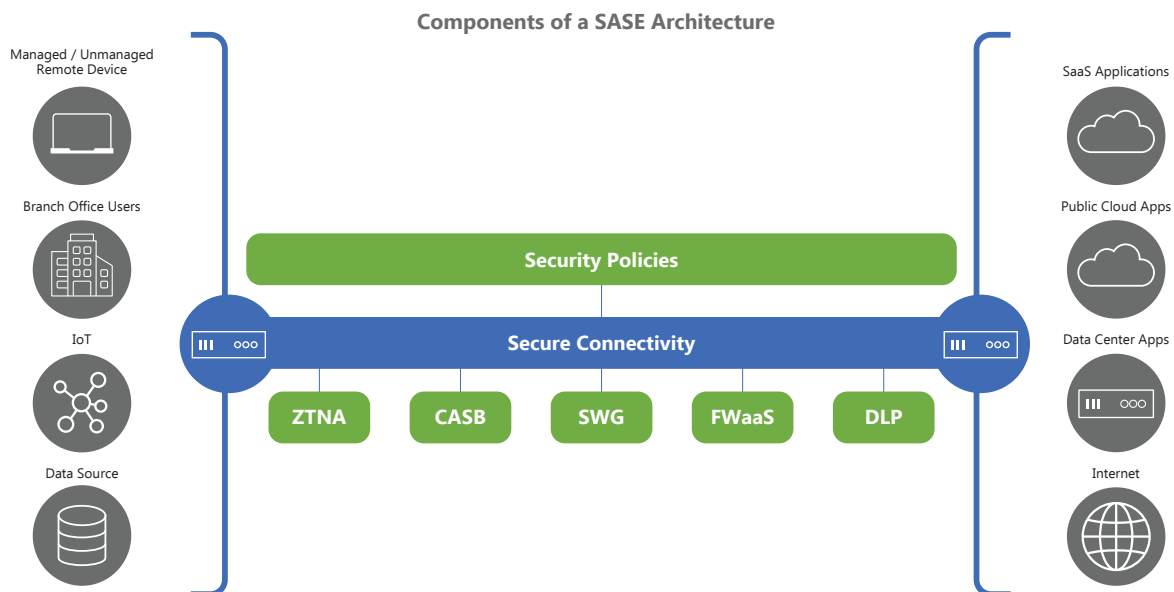 Components of a SASE Architecture
Managed / Unmanaged
Remote Device
Branch Office Users
IoT
Data Source
Security Policies
Secure Connectivity
ZTNA
CASB
SWG
FWaaS
DLP
SaaS Applications
Public Cloud Apps
Data Center Apps
Internet